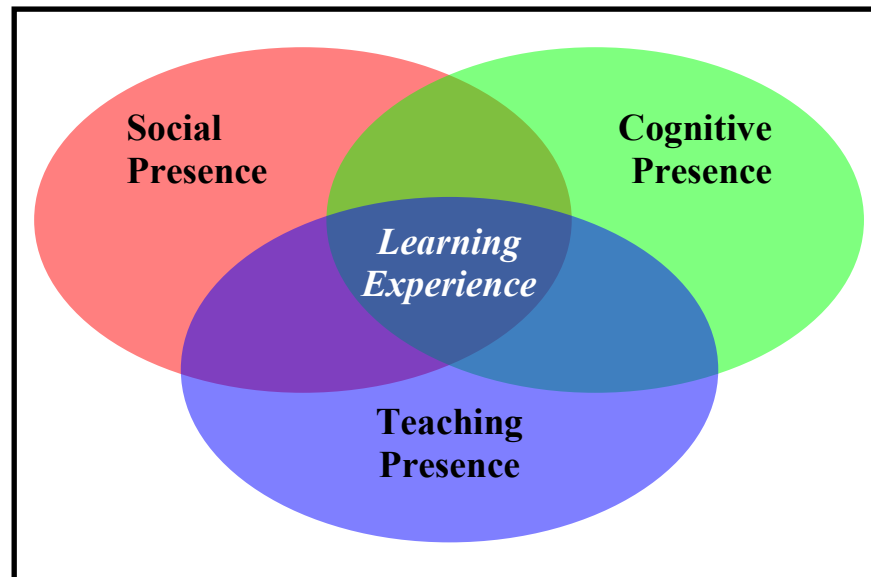 Social
Presence
Cognitive
Presence
Learning
Experience
Teaching
Presence